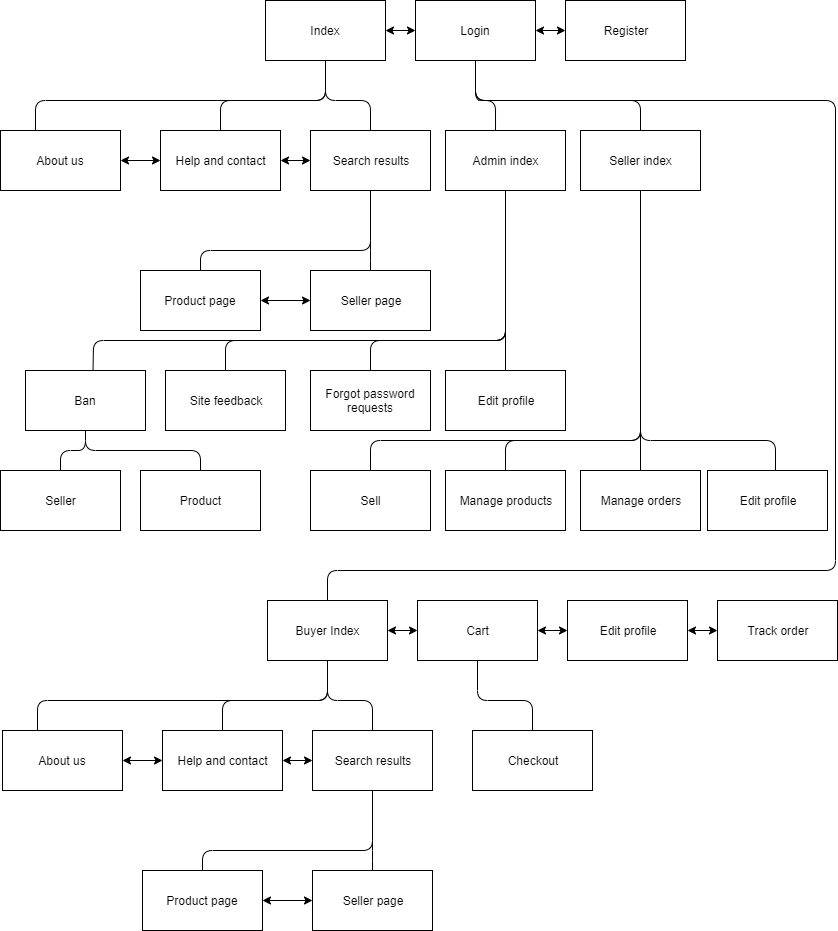 Index
Login
Register
About us
Help and contact
Search results
Admin index
Seller index
Product page
Seller page
Ban
Site feedback
Forgot password
requests
Edit profile
Seller
Product
Sell
Manage products
Manage orders
Edit profile
Buyer Index
Cart
Edit profile
Track order
About us
Help and contact
Search results
Checkout
Product page
Seller page